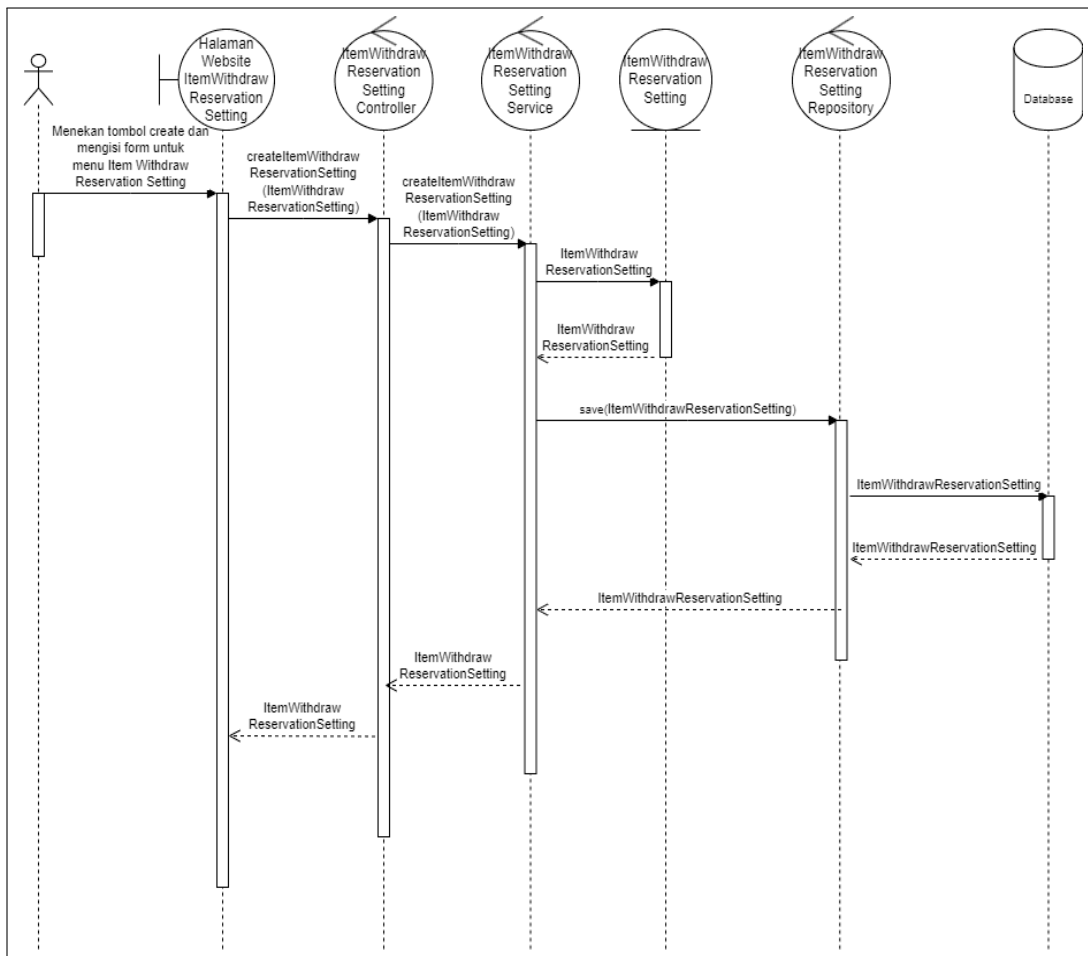 Halaman
Website
ItemWithdraw
Reservation
Setting
ItemWithdraw
Reservation
Setting
Controller
ItemWithdraw
Reservation
Setting
Service
ItemWithdraw
Reservation
Setting
ItemWithdraw
Reservation
Setting
Repository
Database
Menekan tombol create dan
mengisi form untuk
menu Item Withdraw
Reservation Setting
createItemWithdraw
ReservationSetting
(ItemWithdraw
ReservationSetting)
createItemWithdraw
ReservationSetting
(ItemWithdraw
ReservationSetting)
ItemWithdraw
ReservationSetting
ItemWithdraw
ReservationSetting
save(ItemWithdrawReservationSetting)
ItemWithdrawReservationSetting
ItemWithdrawReservationSetting
ItemWithdrawReservationSetting
ItemWithdraw
ReservationSetting
ItemWithdraw
ReservationSetting